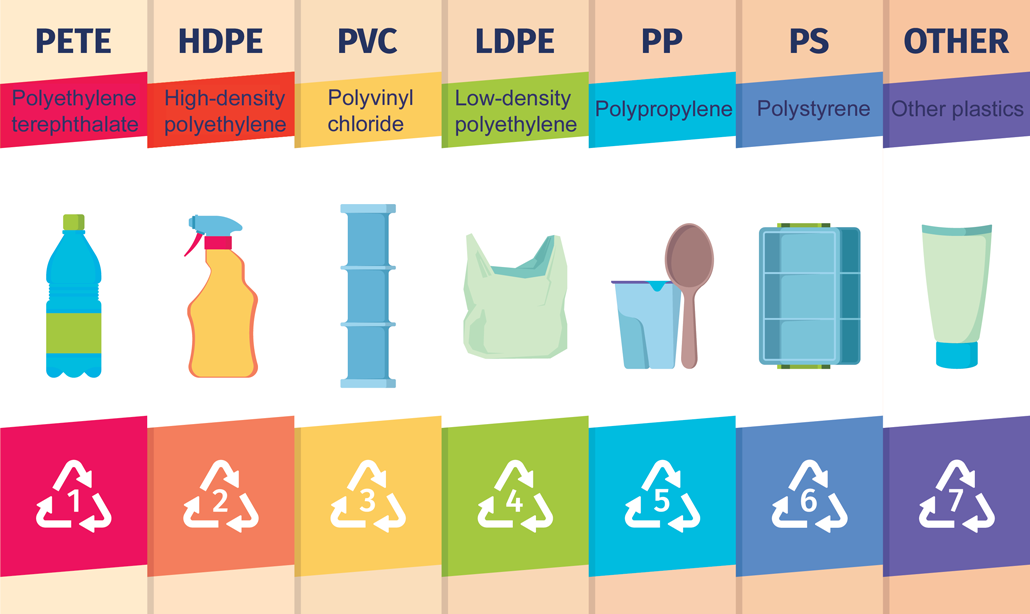 PETE
HDPE
PVC
LDPE
PP
PS
OTHER
Polyethylene
terephthalate
High-density
polyethylene
Polyvinyl
chloride
Low-density
polyethylene
Polypropylene
Polystyrene
Other plastics
1
2
3
4
5
6
7